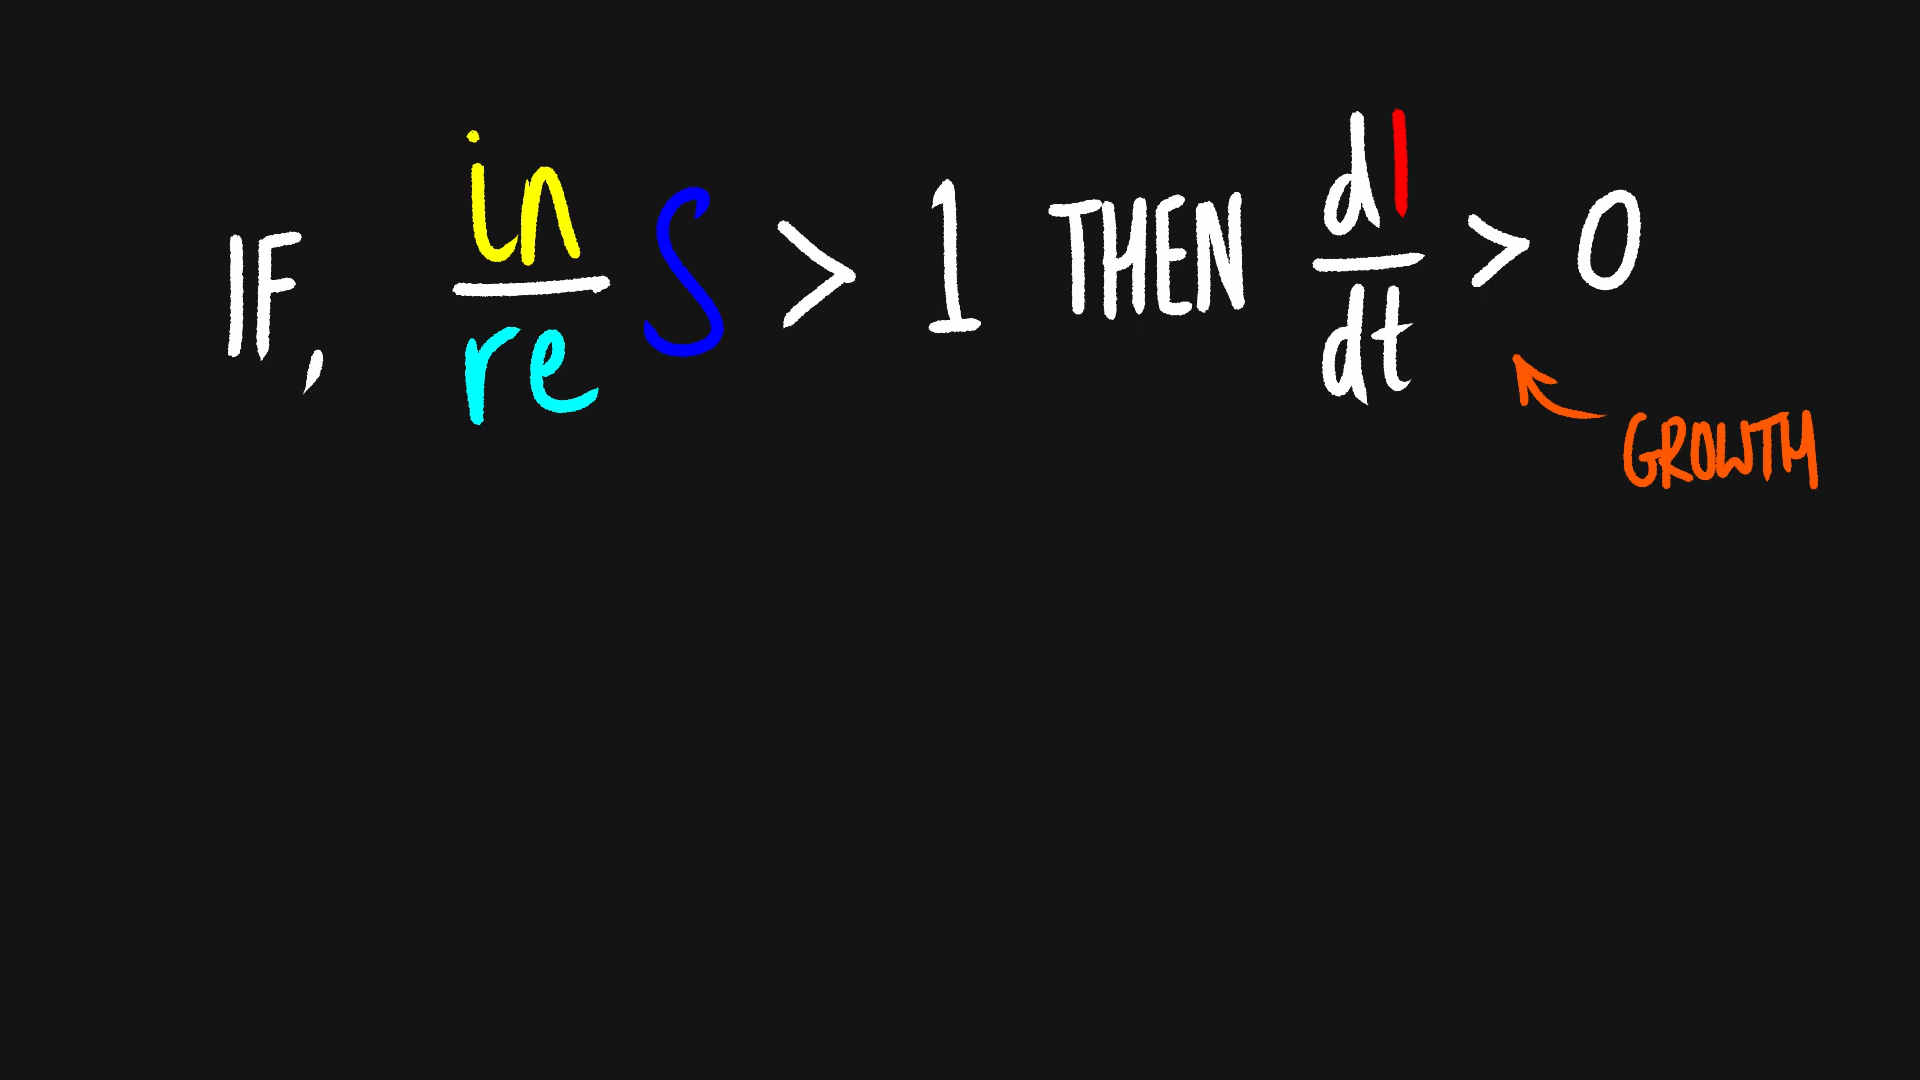 IF, in/re S > 1 THEN dI/dt > 0
GROWTH